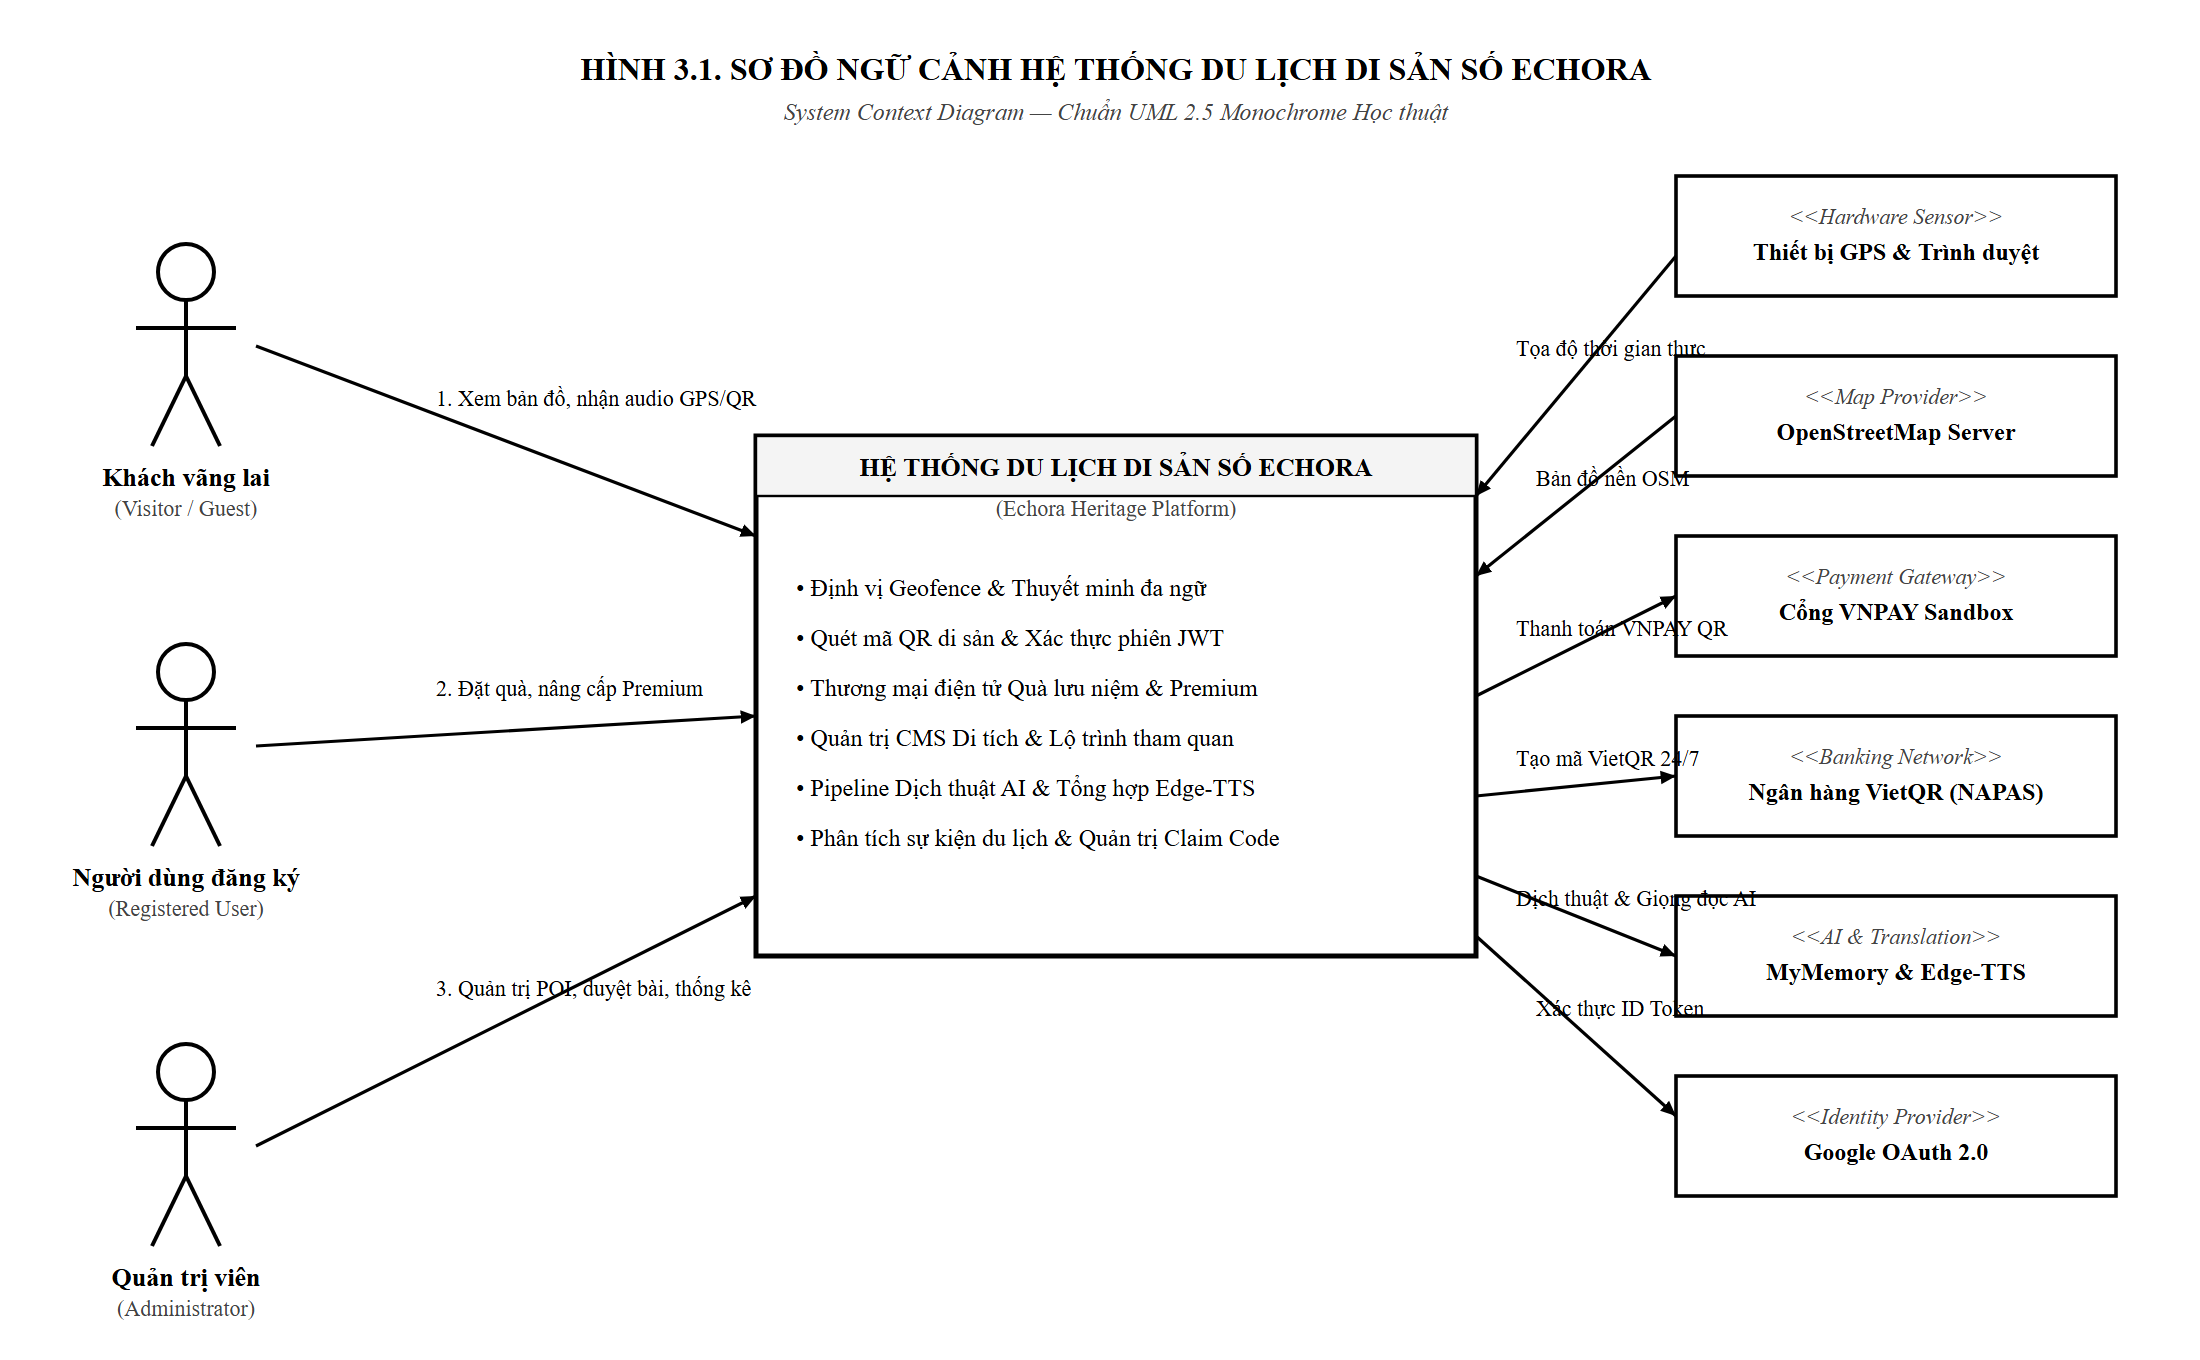 HÌNH 3.1. SƠ ĐỒ NGỮ CẢNH HỆ THỐNG DU LỊCH DI SẢN SỐ ECHORA
System Context Diagram — Chuẩn UML 2.5 Monochrome Học thuật
Khách vãng lai
(Visitor / Guest)
Người dùng đăng ký
(Registered User)
Quản trị viên
(Administrator)
1. Xem bản đồ, nhận audio GPS/QR
2. Đặt quà, nâng cấp Premium
3. Quản trị POI, duyệt bài, thống kê
HỆ THỐNG DU LỊCH DI SẢN SỐ ECHORA
(Echora Heritage Platform)
• Định vị Geofence & Thuyết minh đa ngữ
• Quét mã QR di sản & Xác thực phiên JWT
• Thương mại điện tử Quà lưu niệm & Premium
• Quản trị CMS Di tích & Lộ trình tham quan
• Pipeline Dịch thuật AI & Tổng hợp Edge-TTS
• Phân tích sự kiện du lịch & Quản trị Claim Code
Tọa độ thời gian thực
Bản đồ nền OSM
Thanh toán VNPAY QR
Tạo mã VietQR 24/7
Dịch thuật & Giọng đọc AI
Xác thực ID Token
<<Hardware Sensor>>
Thiết bị GPS & Trình duyệt
<<Map Provider>>
OpenStreetMap Server
<<Payment Gateway>>
Cổng VNPAY Sandbox
<<Banking Network>>
Ngân hàng VietQR (NAPAS)
<<AI & Translation>>
MyMemory & Edge-TTS
<<Identity Provider>>
Google OAuth 2.0